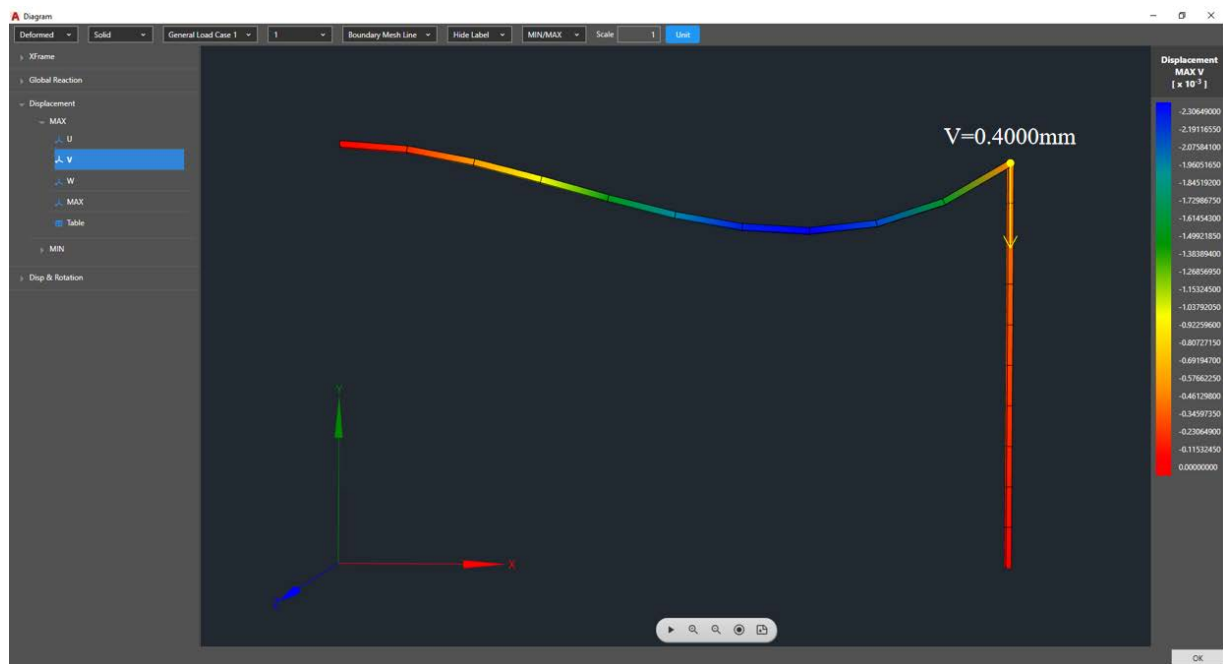 Diagram
Deformed Solid General Load Case 1 1 Boundary Mesh Line Hide Label MIN/MAX Scale 1 Unit
XFrame
Global Reaction
Displacement
MAX
U
V
W
MAX
Table
MIN
Disp & Rotation
V=0.4000mm
Y
X
Z
Displacement
MAX V
[ x 10⁻³ ]
-2.30649000
-2.19116550
-2.07584100
-1.96051650
-1.84519200
-1.72986750
-1.61454300
-1.49921850
-1.38389400
-1.26856950
-1.15324500
-1.03792050
-0.92259600
-0.80727150
-0.69194700
-0.57662250
-0.46129800
-0.34597350
-0.23064900
-0.11532450
0.00000000
OK